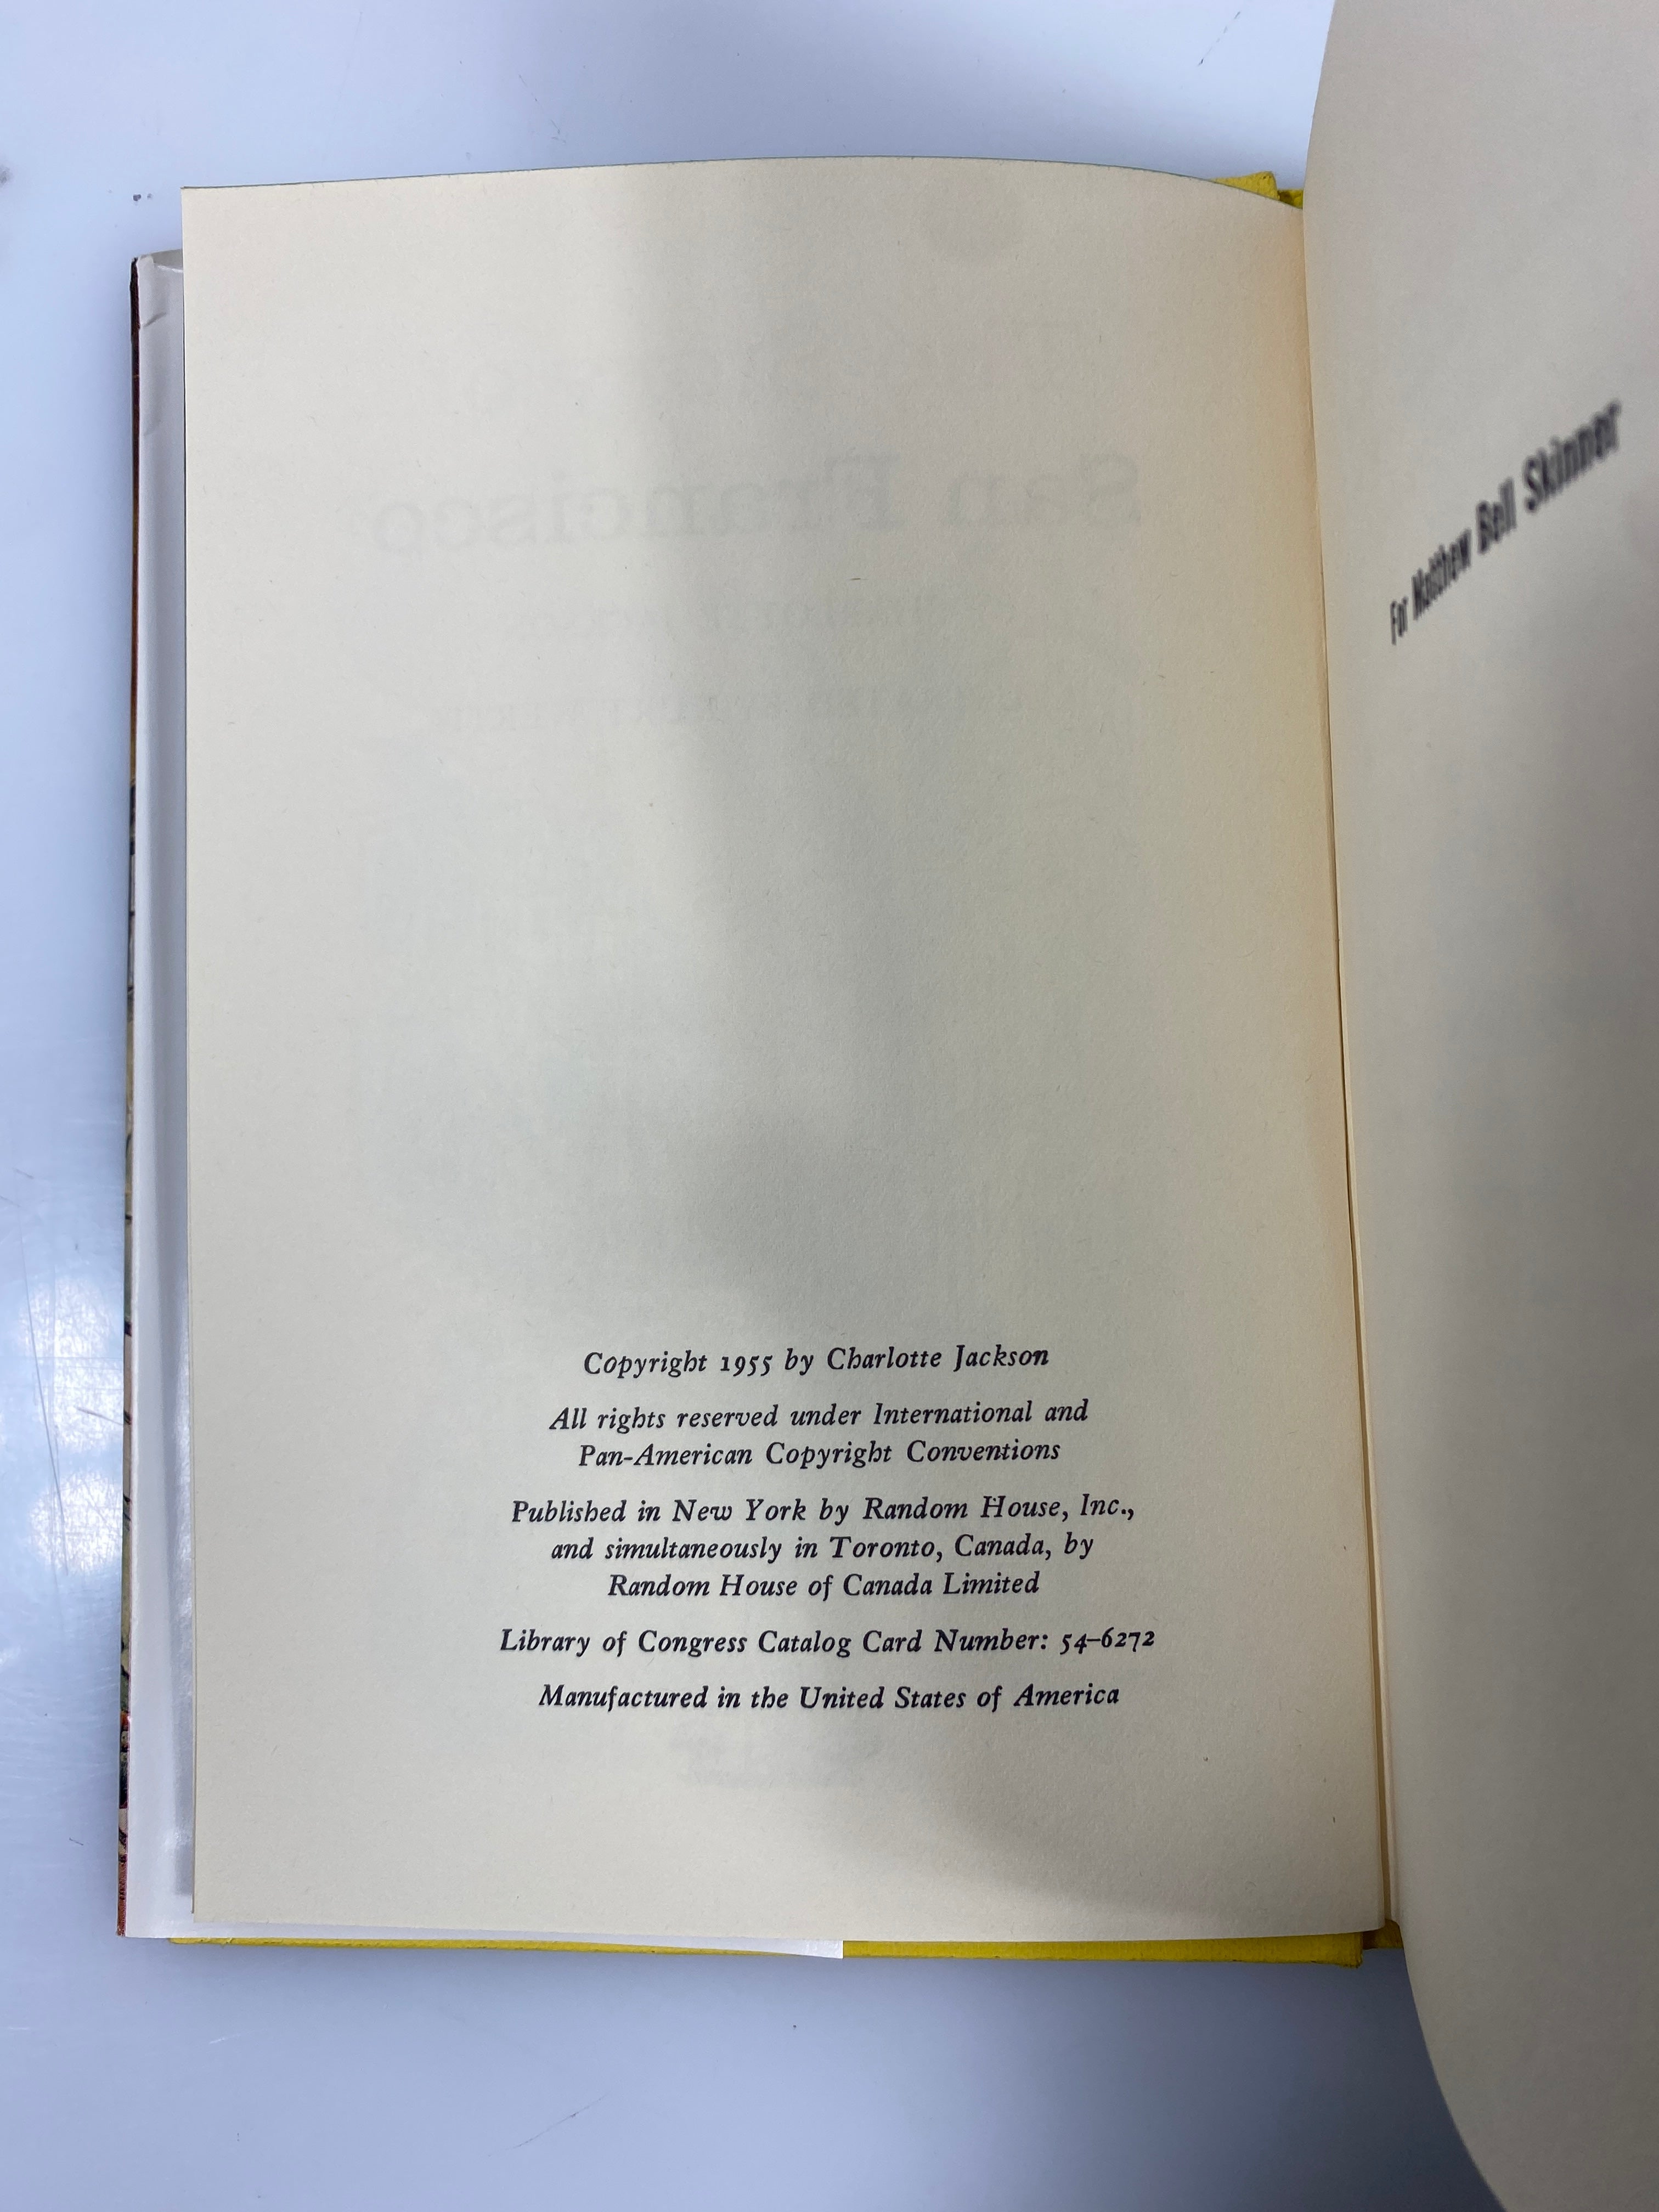 Copyright 1955 by Charlotte Jackson
All rights reserved under International and
Pan-American Copyright Conventions
Published in New York by Random House, Inc.,
and simultaneously in Toronto, Canada, by
Random House of Canada Limited
Library of Congress Catalog Card Number: 54–6272
Manufactured in the United States of America
For Matthew Bell Skinner
San Francisco